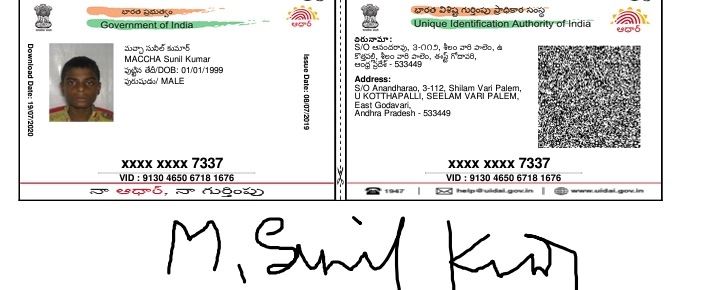 భారత ప్రభుత్వం
Government of India
ఆధార్
Download Date: 19/07/2020
Issue Date: 08/07/2019
మచ్చా సునీల్ కుమార్
MACCHA Sunil Kumar
పుట్టిన తేదీ/DOB: 01/01/1999
పురుషుడు/ MALE
xxxx xxxx 7337
VID : 9130 4650 6718 1676
నా ఆధార్, నా గుర్తింపు
భారత విశిష్ట గుర్తింపు ప్రాధికార సంస్థ
Unique Identification Authority of India
ఆధార్
చిరునామా:
S/O ఆనందరావు, 3-112, శీలం వారి పాలెం, ఉ
కొత్తపల్లి, శీలం వారి పాలెం, ఈస్ట్ గోదావరి,
ఆంధ్ర ప్రదేశ్ - 533449
Address:
S/O Anandharao, 3-112, Shilam Vari Palem,
U KOTHAPALLI, SEELAM VARI PALEM,
East Godavari,
Andhra Pradesh - 533449
xxxx xxxx 7337
VID : 9130 4650 6718 1676
1947 help@uidai.gov.in www.uidai.gov.in
M. Sunil Kumar